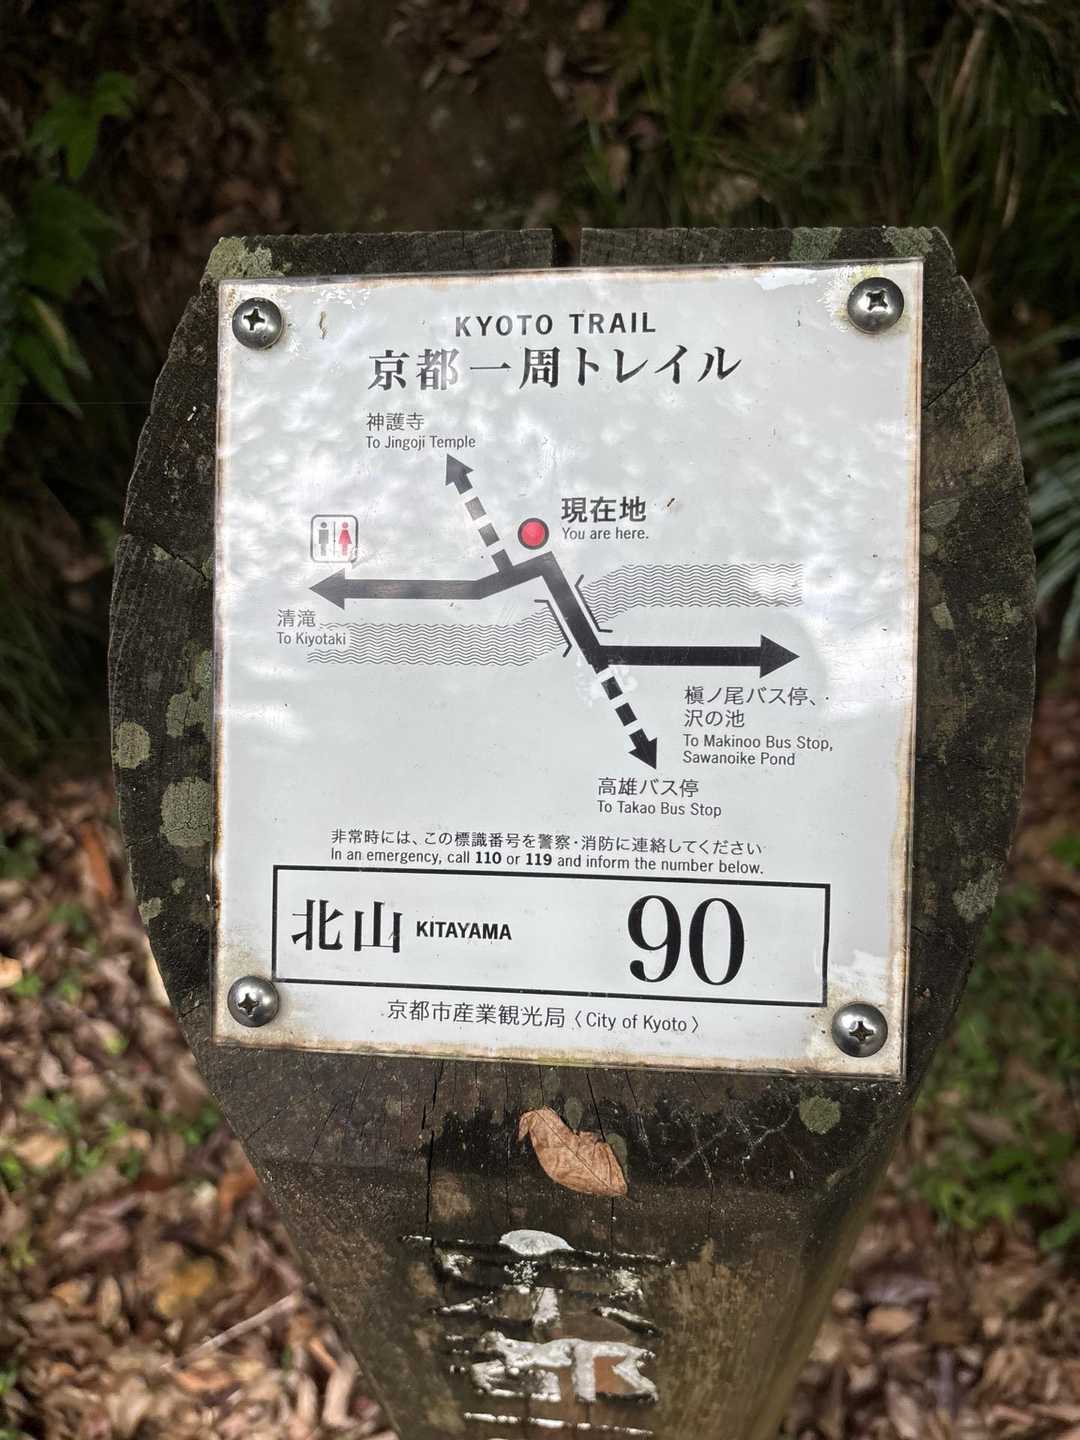 KYOTO TRAIL
京都一周トレイル
神護寺
To Jingoji Temple
現在地
You are here.
清滝
To Kiyotaki
槇ノ尾バス停、
沢の池
To Makinoo Bus Stop,
Sawanoike Pond
高雄バス停
To Takao Bus Stop
非常時には、この標識番号を警察・消防に連絡してください
In an emergency, call 110 or 119 and inform the number below.
北山 KITAYAMA 90
京都市産業観光局〈City of Kyoto〉